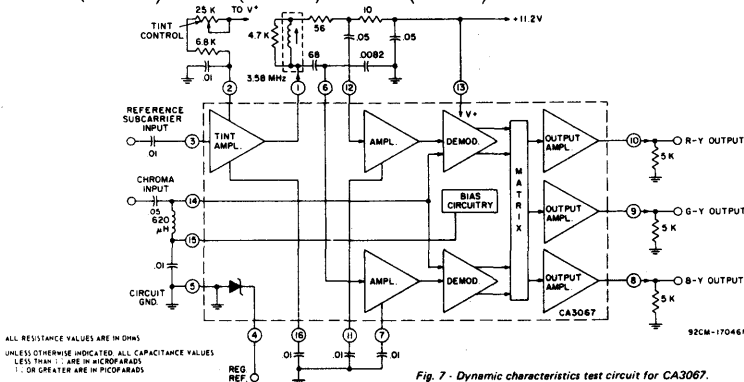 25 K
TO V+
TINT
CONTROL
6.8 K
.01
4.7 K
3.58 MHz
56
10
+11.2V
.05
.05
68
.0082
2
1
6
12
13
V+
REFERENCE
SUBCARRIER
INPUT
.01
3
TINT
AMPL.
AMPL.
DEMOD.
OUTPUT
AMPL.
10
R-Y OUTPUT
5 K
CHROMA
INPUT
.05
620
μH
14
15
BIAS
CIRCUITRY
MATRIX
OUTPUT
AMPL.
9
G-Y OUTPUT
5 K
.01
CIRCUIT
GND.
5
AMPL.
DEMOD.
OUTPUT
AMPL.
8
B-Y OUTPUT
5 K
CA3067
4
16
11
7
.01
.01
.01
REG.
REF.
92CM-17046
ALL RESISTANCE VALUES ARE IN OHMS
UNLESS OTHERWISE INDICATED, ALL CAPACITANCE VALUES
LESS THAN 1.0 ARE IN MICROFARADS
1.0 OR GREATER ARE IN PICOFARADS
Fig. 7 - Dynamic characteristics test circuit for CA3067.